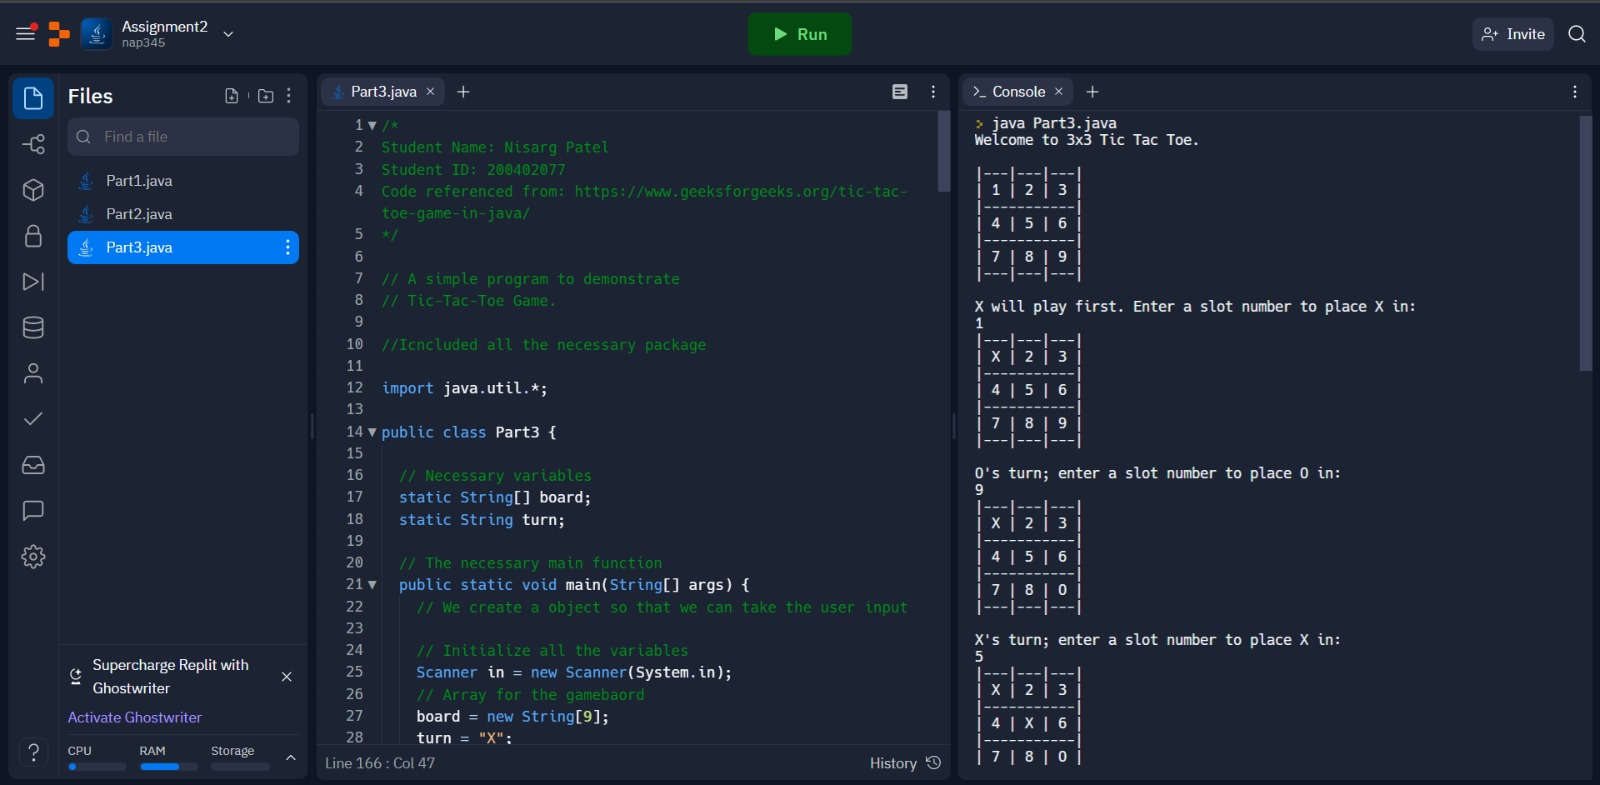 Assignment2
nap345
Run
Invite
Files
Find a file
Part1.java
Part2.java
Part3.java
Supercharge Replit with
Ghostwriter
Activate Ghostwriter
CPU RAM Storage
?
Part3.java
1 /*
2 Student Name: Nisarg Patel
3 Student ID: 200402077
4 Code referenced from: https://www.geeksforgeeks.org/tic-tac-
toe-game-in-java/
5 */
6
7 // A simple program to demonstrate
8 // Tic-Tac-Toe Game.
9
10 //Icncluded all the necessary package
11
12 import java.util.*;
13
14 public class Part3 {
15
16 // Necessary variables
17 static String[] board;
18 static String turn;
19
20 // The necessary main function
21 public static void main(String[] args) {
22 // We create a object so that we can take the user input
23
24 // Initialize all the variables
25 Scanner in = new Scanner(System.in);
26 // Array for the gamebaord
27 board = new String[9];
28 turn = "X";
Line 166 : Col 47
History
Console
> java Part3.java
Welcome to 3x3 Tic Tac Toe.
|---|---|---|
| 1 | 2 | 3 |
|-----------|
| 4 | 5 | 6 |
|-----------|
| 7 | 8 | 9 |
|---|---|---|
X will play first. Enter a slot number to place X in:
1
|---|---|---|
| X | 2 | 3 |
|-----------|
| 4 | 5 | 6 |
|-----------|
| 7 | 8 | 9 |
|---|---|---|
O's turn; enter a slot number to place O in:
9
|---|---|---|
| X | 2 | 3 |
|-----------|
| 4 | 5 | 6 |
|-----------|
| 7 | 8 | O |
|---|---|---|
X's turn; enter a slot number to place X in:
5
|---|---|---|
| X | 2 | 3 |
|-----------|
| 4 | X | 6 |
|-----------|
| 7 | 8 | O |